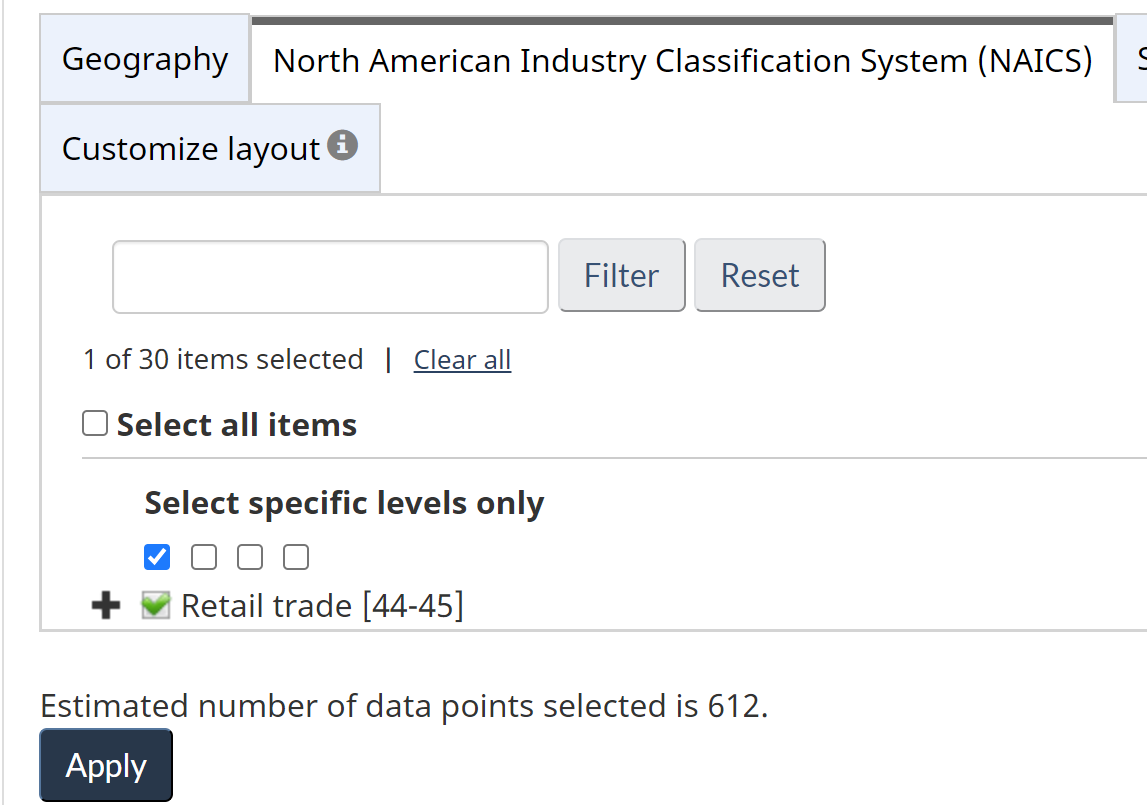 Geography
North American Industry Classification System (NAICS)
S
Customize layout
Filter
Reset
1 of 30 items selected | Clear all
Select all items
Select specific levels only
Retail trade [44-45]
Estimated number of data points selected is 612.
Apply